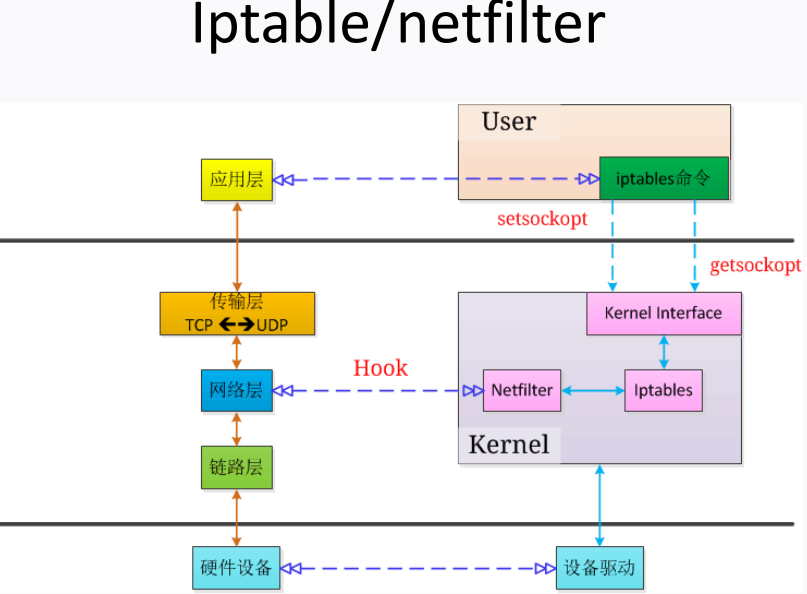 Iptable/netfilter
User
应用层
iptables命令
setsockopt
getsockopt
传输层
TCP 🡸🡺UDP
Kernel Interface
Hook
网络层
Netfilter
Iptables
Kernel
链路层
硬件设备
设备驱动